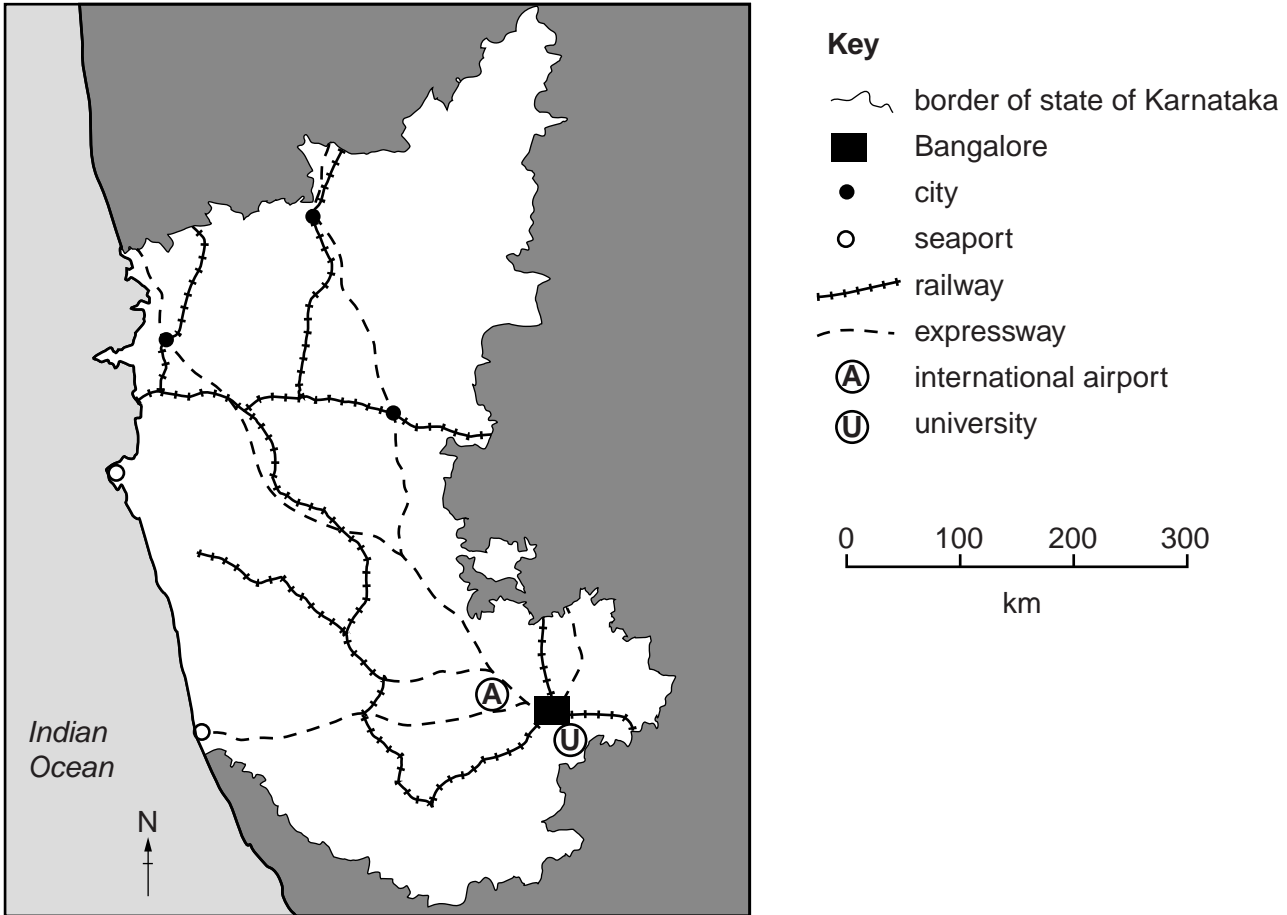 Key
border of state of Karnataka
Bangalore
city
seaport
railway
expressway
A international airport
U university
0 100 200 300
km
A
U
Indian
Ocean
N